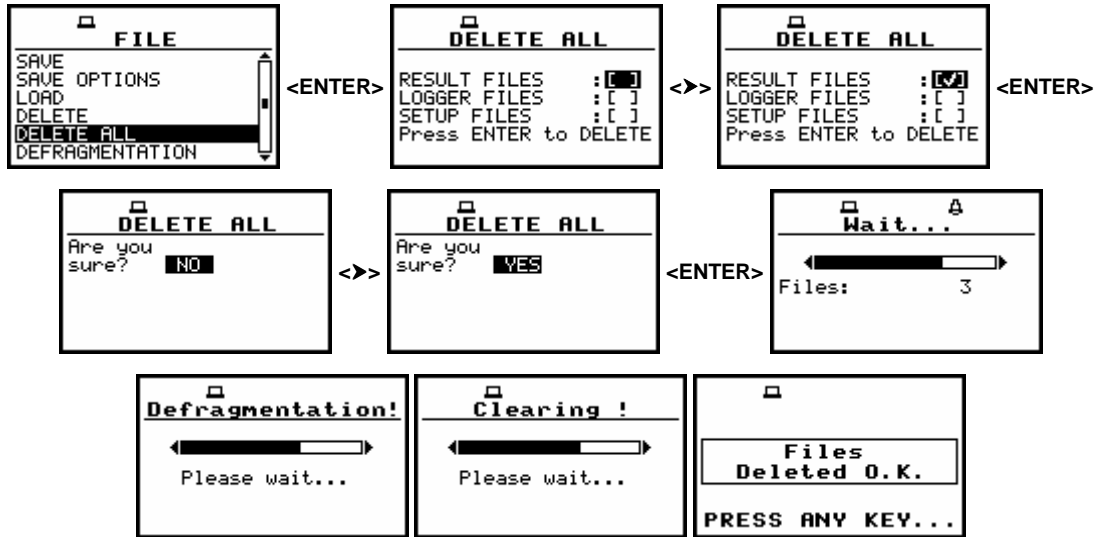 FILE
SAVE
SAVE OPTIONS
LOAD
DELETE
DELETE ALL
DEFRAGMENTATION
<ENTER>
DELETE ALL
RESULT FILES :[ ]
LOGGER FILES :[ ]
SETUP FILES :[ ]
Press ENTER to DELETE
<➤>
DELETE ALL
RESULT FILES :[✓]
LOGGER FILES :[ ]
SETUP FILES :[ ]
Press ENTER to DELETE
<ENTER>
DELETE ALL
Are you
sure? NO
<➤>
DELETE ALL
Are you
sure? YES
<ENTER>
Wait...
Files: 3
Defragmentation!
Please wait...
Clearing !
Please wait...
Files
Deleted O.K.
PRESS ANY KEY...